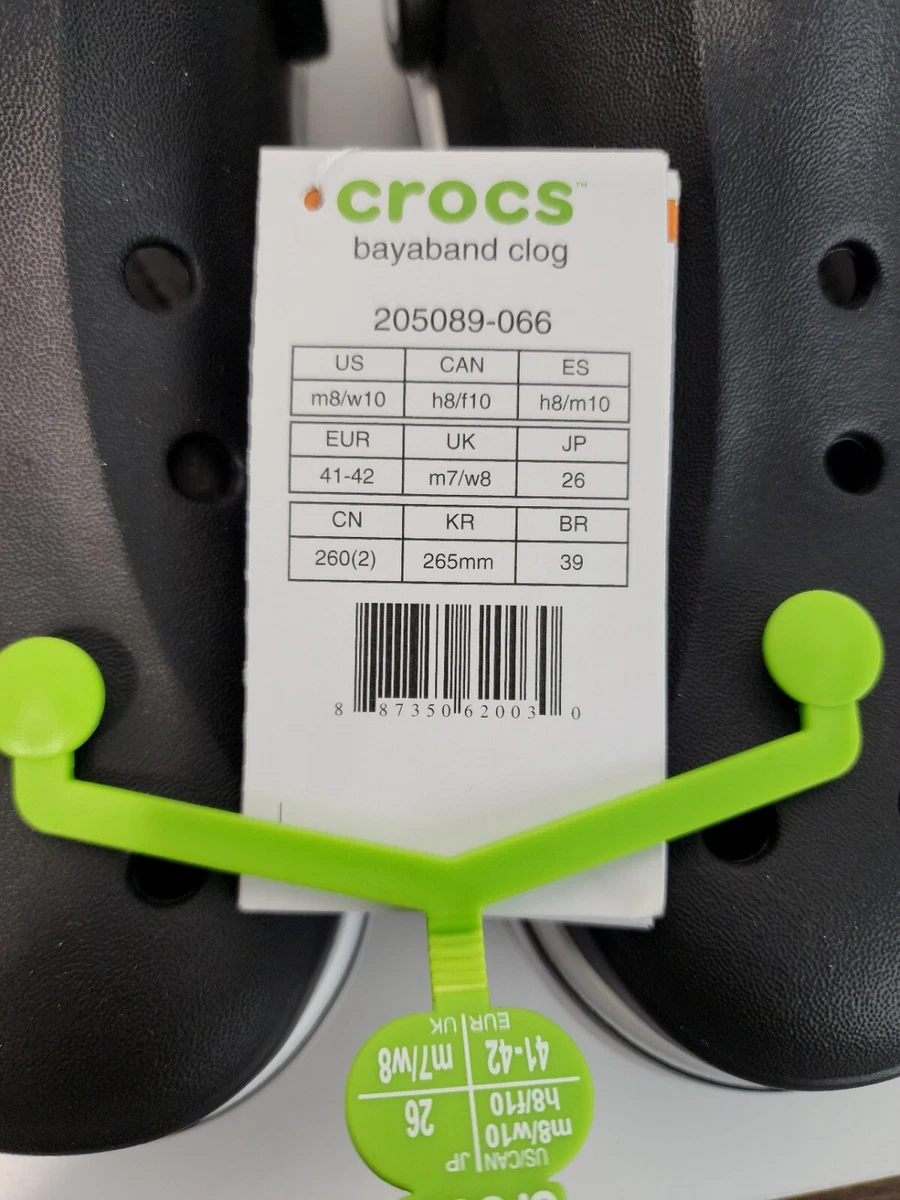 crocs™
bayaband clog
205089-066
US CAN ES
m8/w10 h8/f10 h8/m10
EUR UK JP
41-42 m7/w8 26
CN KR BR
260(2) 265mm 39
8 87350 62003 0
US/CAN JP
m8/w10 26
h8/f10
41-42 m7/w8
EUR UK